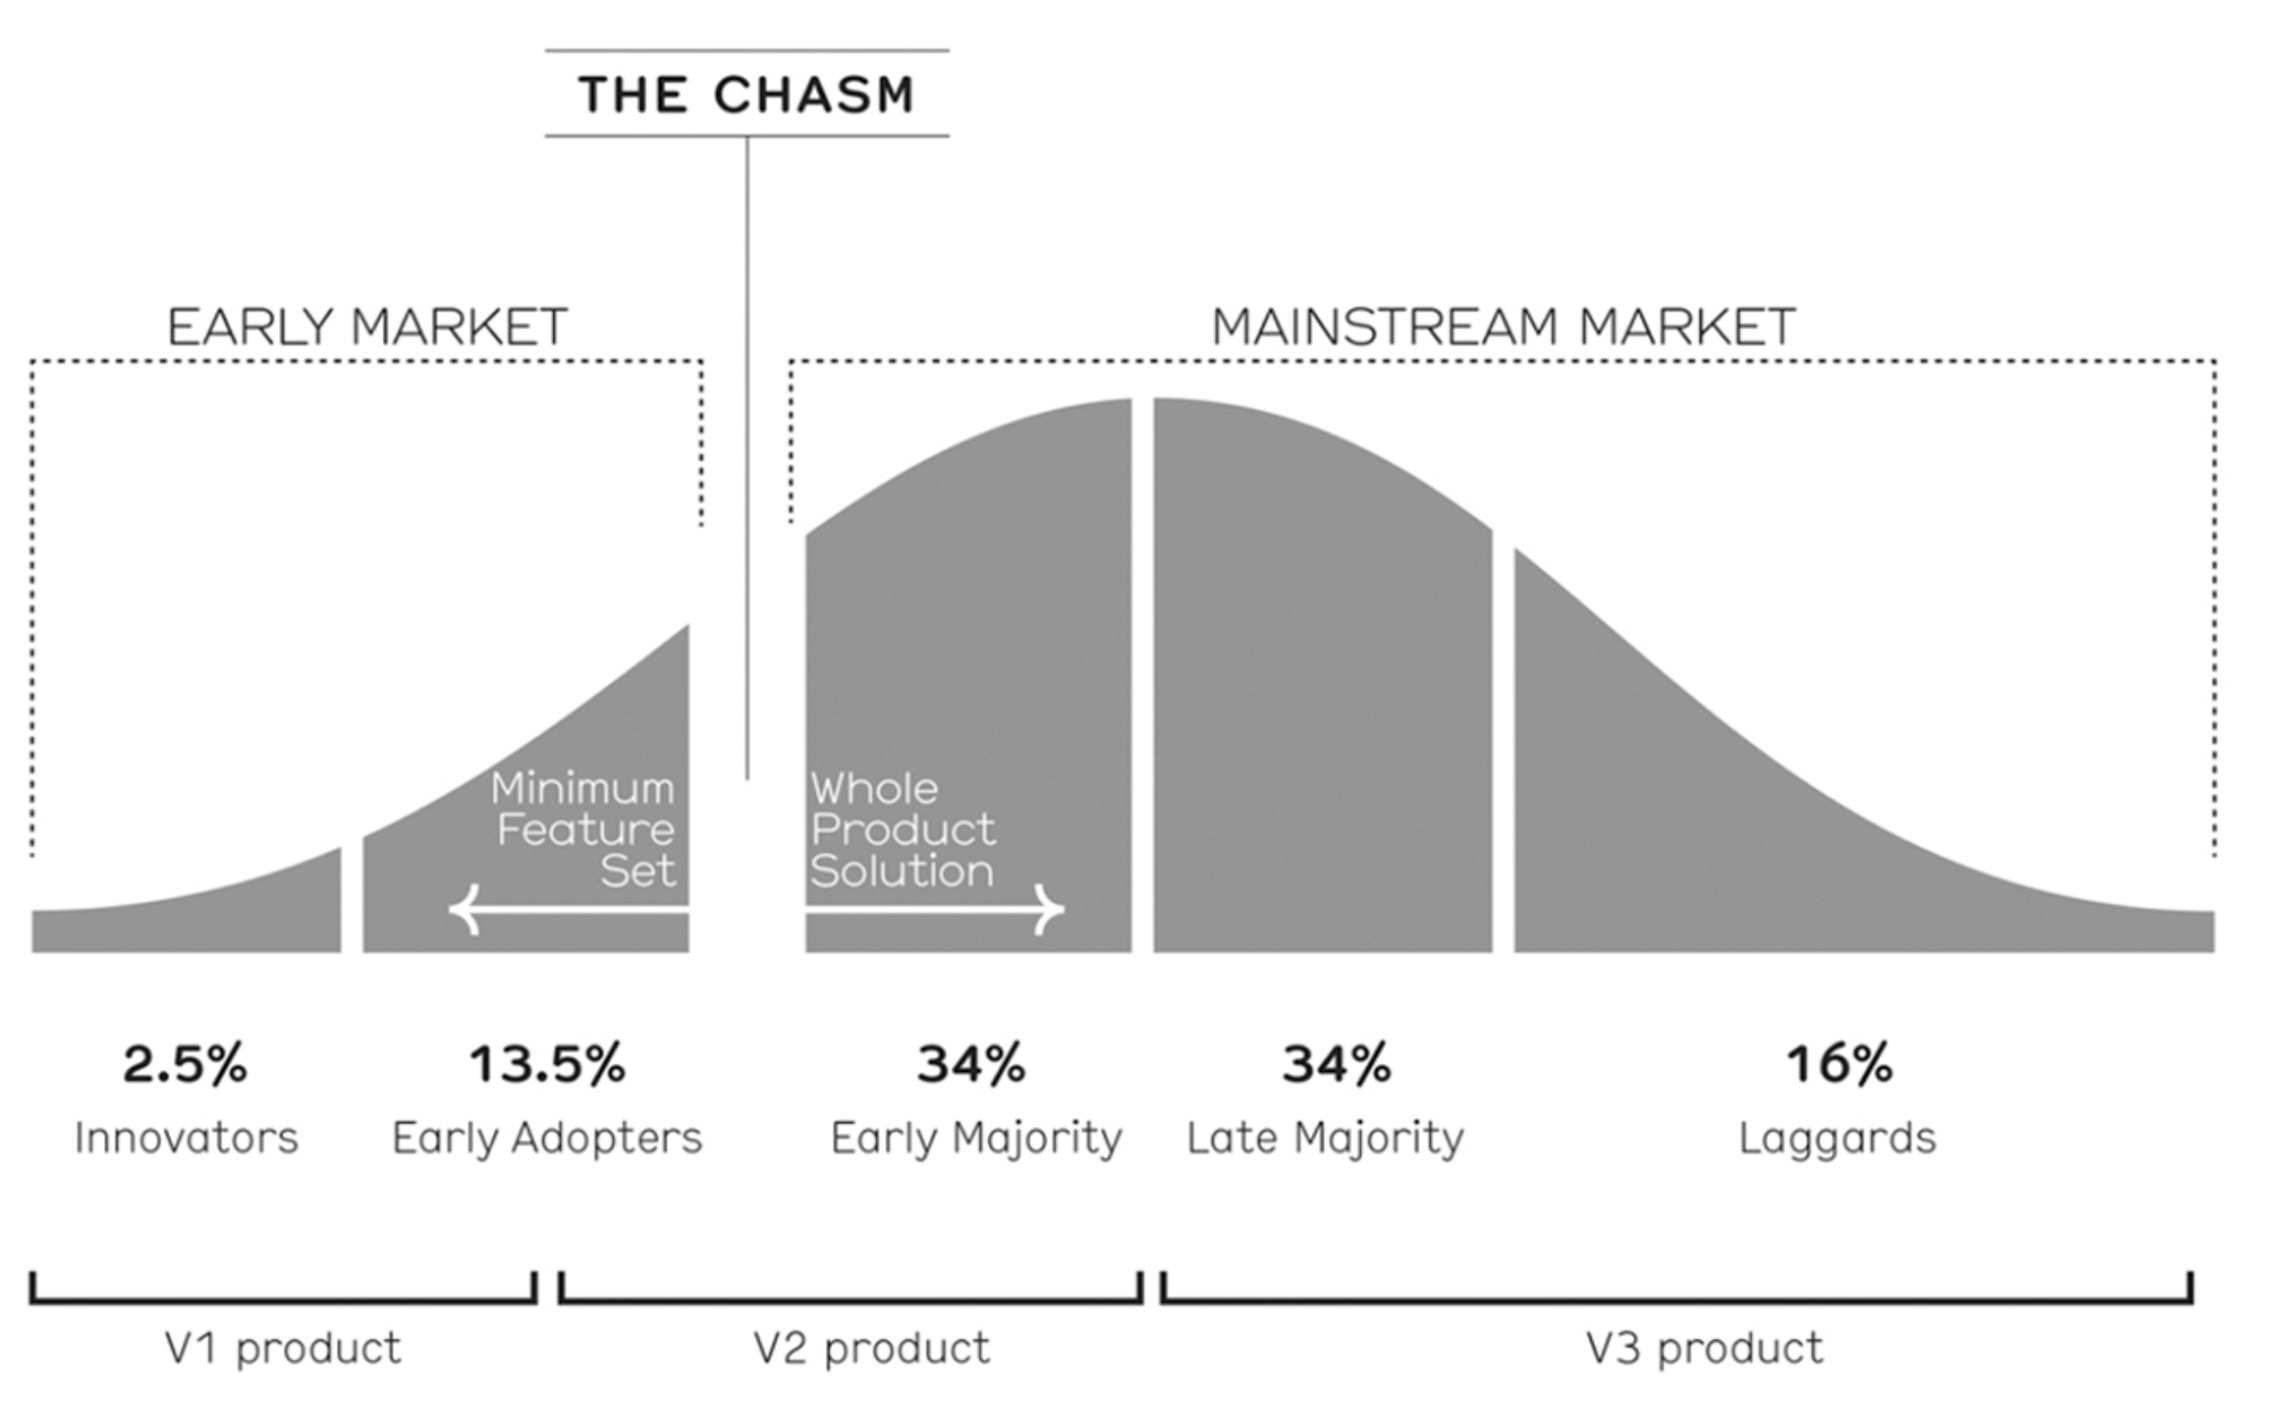 THE CHASM
EARLY MARKET
MAINSTREAM MARKET
Minimum
Feature
Set
Whole
Product
Solution
2.5%
13.5%
34%
34%
16%
Innovators
Early Adopters
Early Majority
Late Majority
Laggards
V1 product
V2 product
V3 product